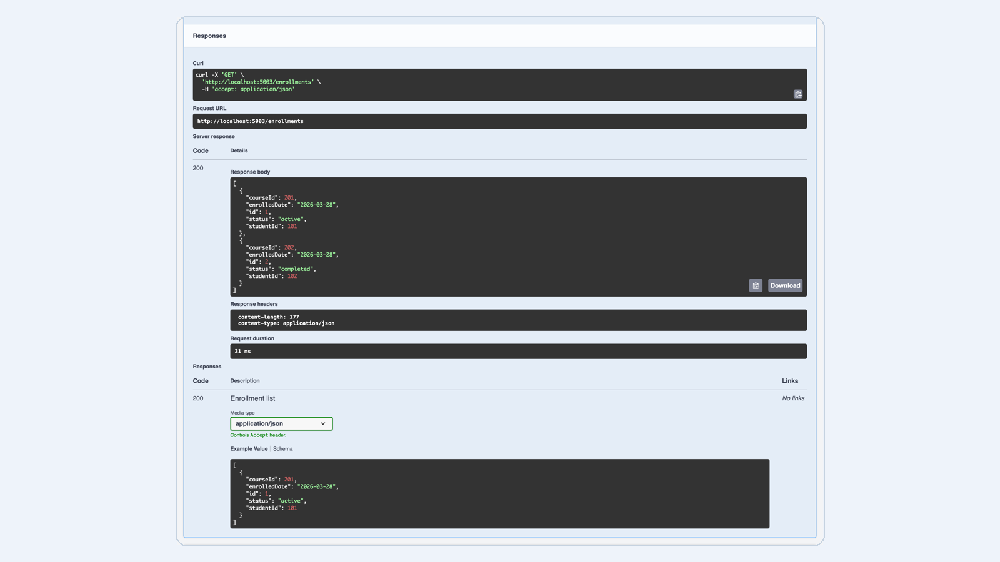 Responses
Curl
curl -X 'GET' \
  'http://localhost:5003/enrollments' \
  -H 'accept: application/json'
Request URL
http://localhost:5003/enrollments
Server response
Code Details
200
Response body
[
  {
    "courseId": 201,
    "enrolledDate": "2026-03-28",
    "id": 1,
    "status": "active",
    "studentId": 101
  },
  {
    "courseId": 202,
    "enrolledDate": "2026-03-28",
    "id": 2,
    "status": "completed",
    "studentId": 102
  }
]
Download
Response headers
content-length: 177
content-type: application/json
Request duration
31 ms
Responses
Code Description Links
200 Enrollment list No links
Media type
application/json
Controls Accept header.
Example Value Schema
[
  {
    "courseId": 201,
    "enrolledDate": "2026-03-28",
    "id": 1,
    "status": "active",
    "studentId": 101
  }
]